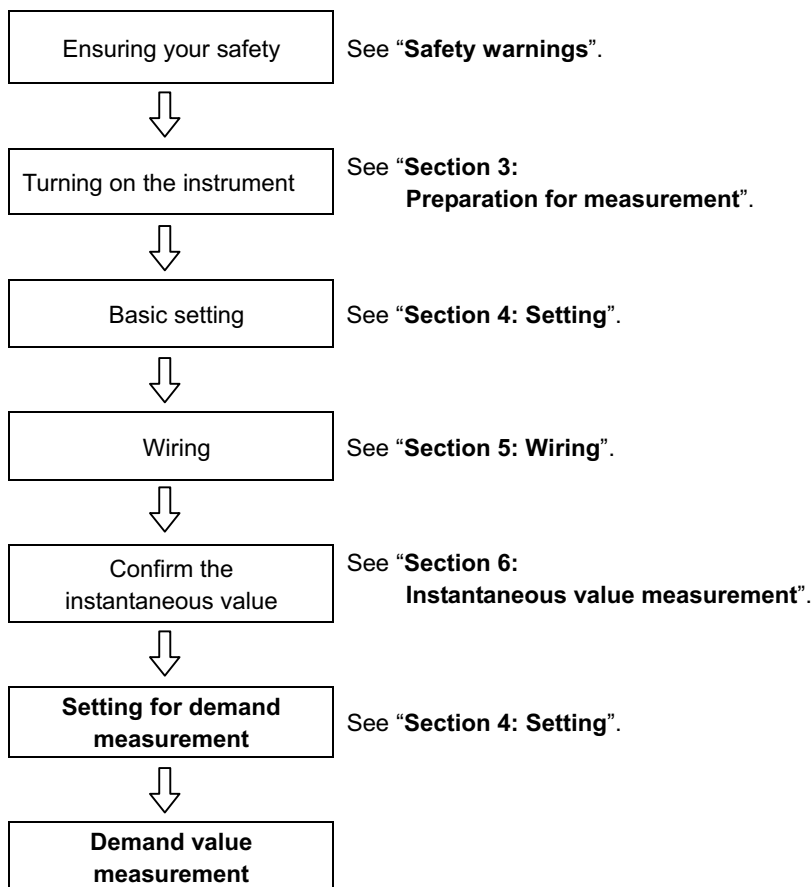 Ensuring your safety
See “Safety warnings”.
Turning on the instrument
See “Section 3:
Preparation for measurement”.
Basic setting
See “Section 4: Setting”.
Wiring
See “Section 5: Wiring”.
Confirm the
instantaneous value
See “Section 6:
Instantaneous value measurement”.
Setting for demand
measurement
See “Section 4: Setting”.
Demand value
measurement